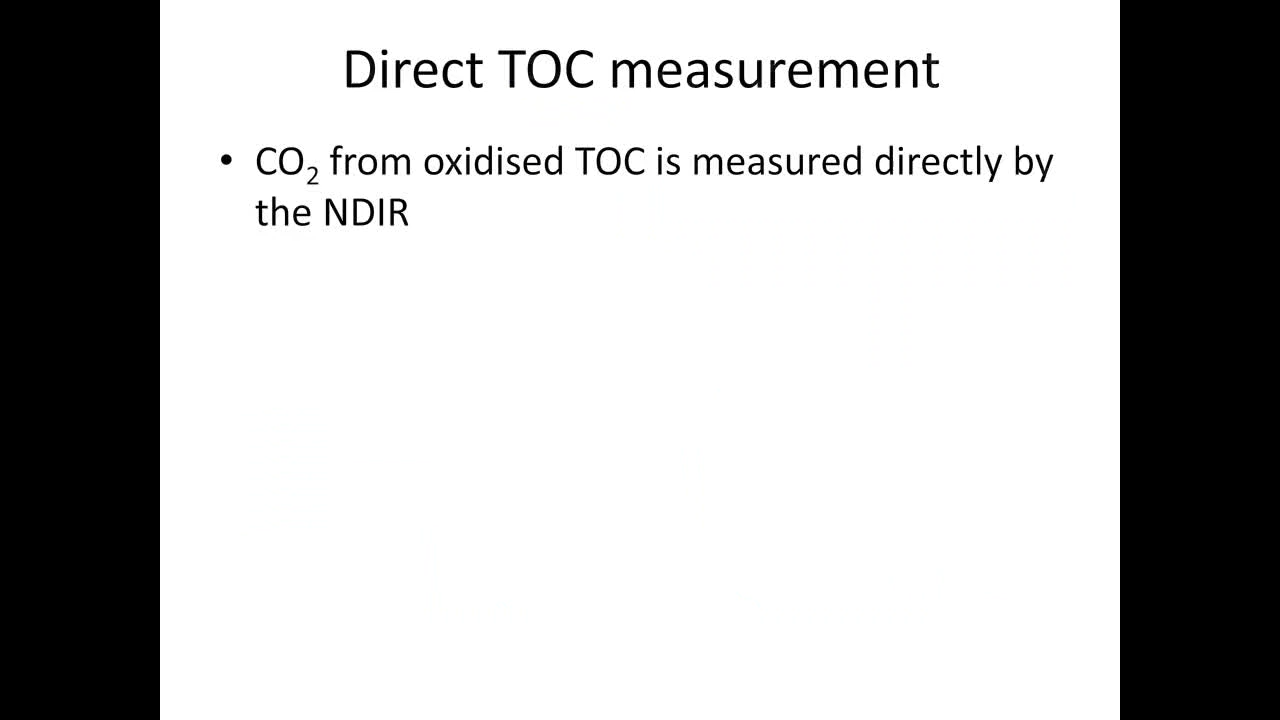 Direct TOC measurement
• CO₂ from oxidised TOC is measured directly by
the NDIR